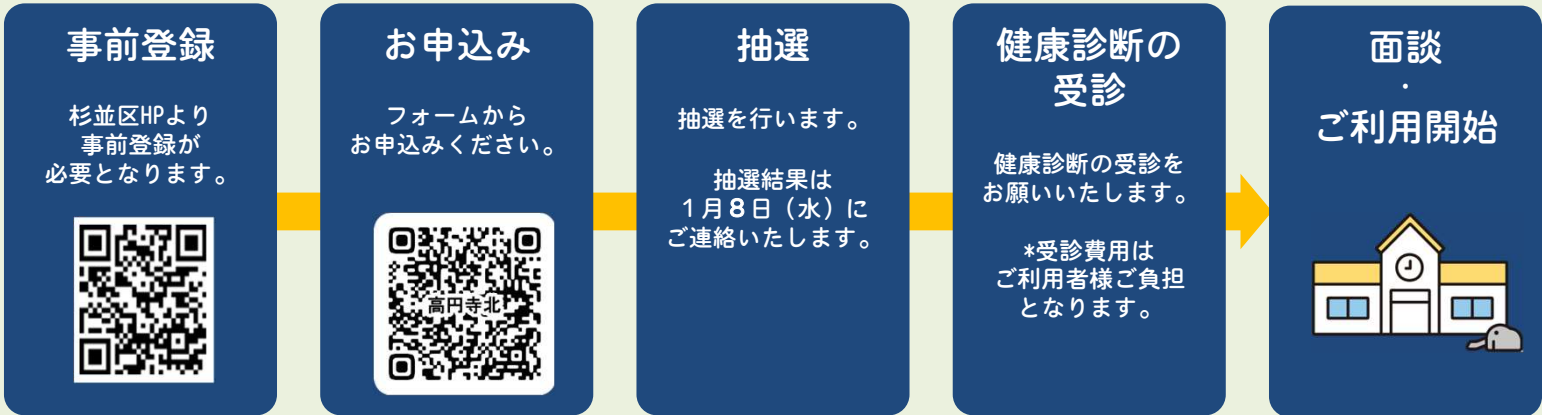 事前登録
杉並区HPより
事前登録が
必要となります。
お申込み
フォームから
お申込みください。
高円寺北
抽選
抽選を行います。
抽選結果は
1月8日（水）に
ご連絡いたします。
健康診断の
受診
健康診断の受診を
お願いいたします。
*受診費用は
ご利用者様ご負担
となります。
面談
・
ご利用開始